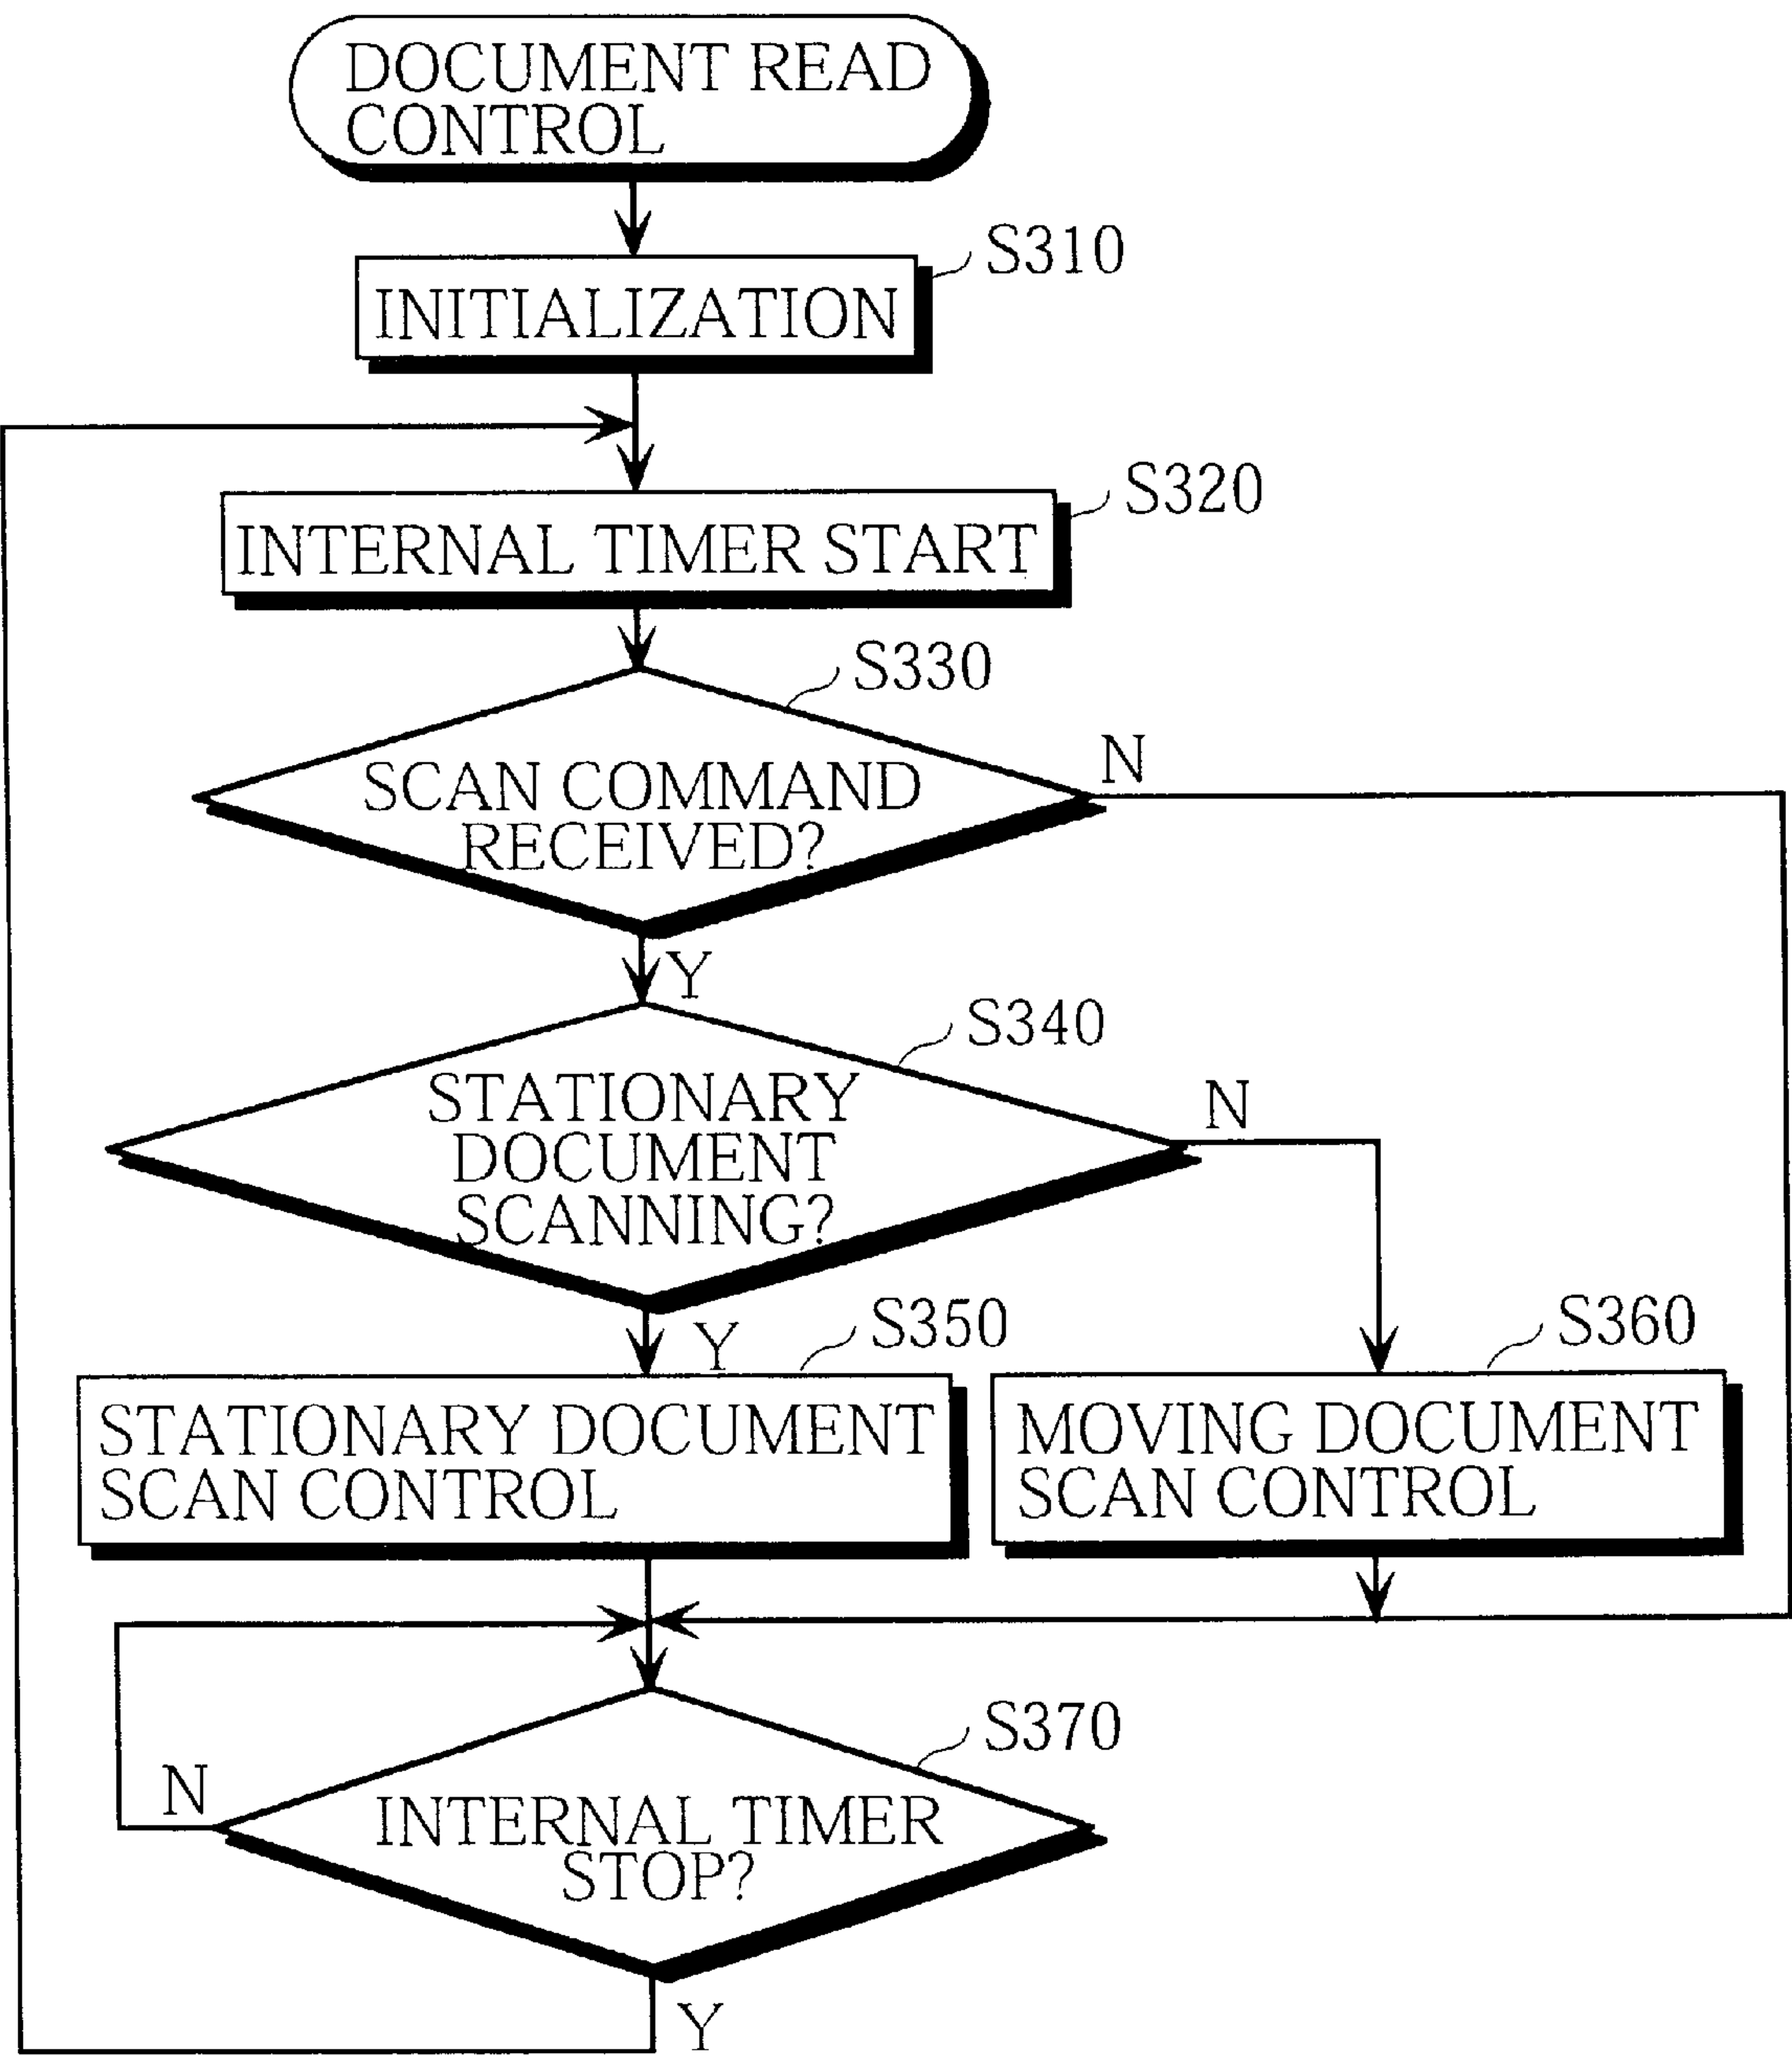 DOCUMENT READ
CONTROL
S310
INITIALIZATION
S320
INTERNAL TIMER START
S330
N
SCAN COMMAND
RECEIVED?
Y
S340
N
STATIONARY
DOCUMENT
SCANNING?
Y
S350
S360
STATIONARY DOCUMENT
SCAN CONTROL
MOVING DOCUMENT
SCAN CONTROL
S370
N
INTERNAL TIMER
STOP?
Y